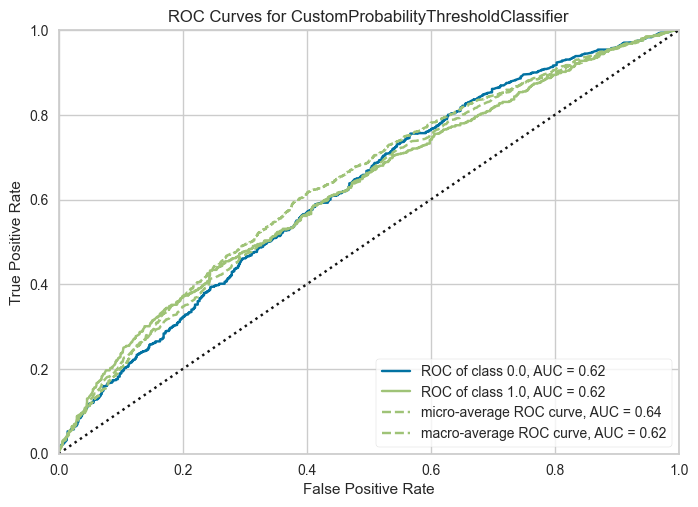 ROC Curves for CustomProbabilityThresholdClassifier
True Positive Rate
1.0
0.8
0.6
0.4
0.2
0.0
ROC of class 0.0, AUC = 0.62
ROC of class 1.0, AUC = 0.62
micro-average ROC curve, AUC = 0.64
macro-average ROC curve, AUC = 0.62
0.0 0.2 0.4 0.6 0.8 1.0
False Positive Rate